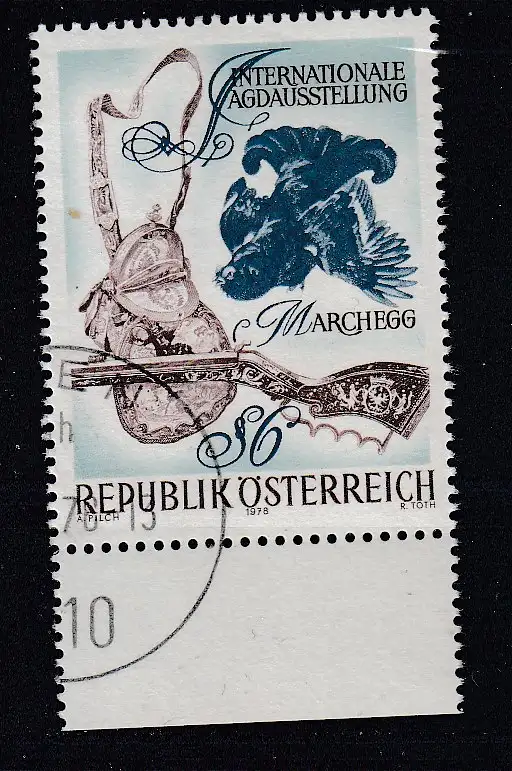 INTERNATIONALE
JAGDAUSSTELLUNG
MARCHEGG
S6
REPUBLIK ÖSTERREICH
A. PILCH 1978 R. TOTH
10